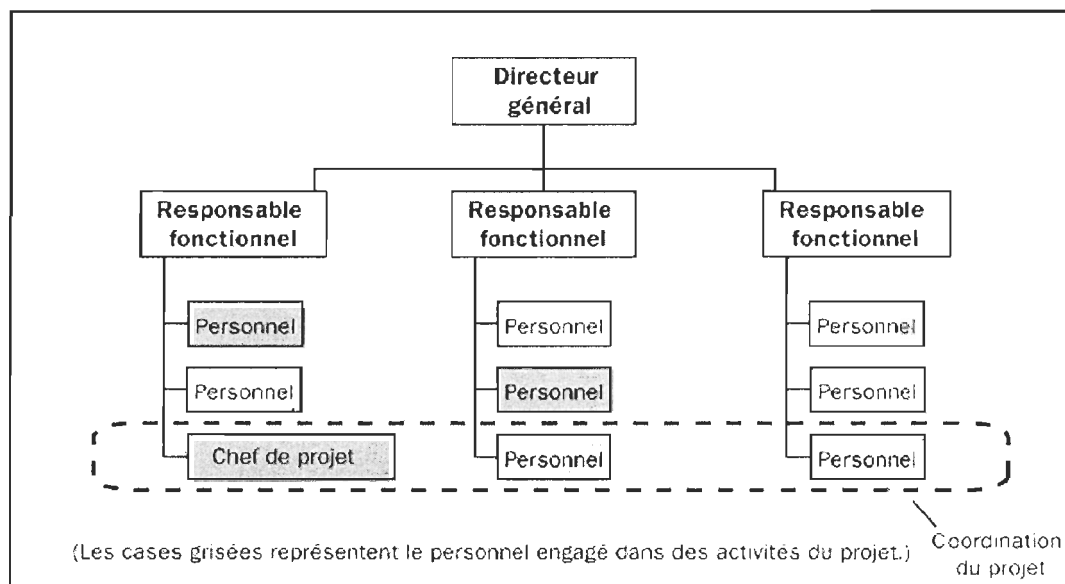 Directeur
général
Responsable
fonctionnel
Responsable
fonctionnel
Responsable
fonctionnel
Personnel
Personnel
Personnel
Personnel
Personnel
Personnel
Chef de projet
Personnel
Personnel
(Les cases grisées représentent le personnel engagé dans des activités du projet.)
Coordination
du projet